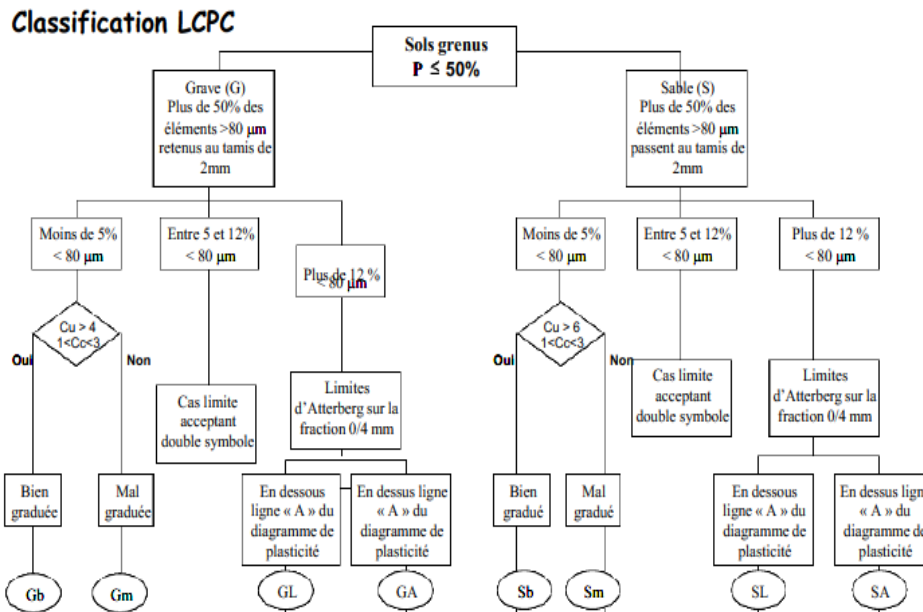 Classification LCPC
Sols grenus
P ≤ 50%
Grave (G)
Plus de 50% des
éléments >80 µm
retenus au tamis de
2mm
Sable (S)
Plus de 50% des
éléments >80 µm
passent au tamis de
2mm
Moins de 5%
< 80 µm
Entre 5 et 12%
< 80 µm
Plus de 12 %
< 80 µm
Moins de 5%
< 80 µm
Entre 5 et 12%
< 80 µm
Plus de 12 %
< 80 µm
Cu > 4
1<Cc<3
Oui
Non
Cu > 6
1<Cc<3
Oui
Non
Cas limite
acceptant
double symbole
Limites
d'Atterberg sur la
fraction 0/4 mm
Cas limite
acceptant
double symbole
Limites
d'Atterberg sur la
fraction 0/4 mm
Bien
graduée
Mal
graduée
En dessous
ligne « A » du
diagramme de
plasticité
En dessus ligne
« A » du
diagramme de
plasticité
Bien
gradué
Mal
gradué
En dessous
ligne « A » du
diagramme de
plasticité
En dessus ligne
« A » du
diagramme de
plasticité
Gb
Gm
GL
GA
Sb
Sm
SL
SA